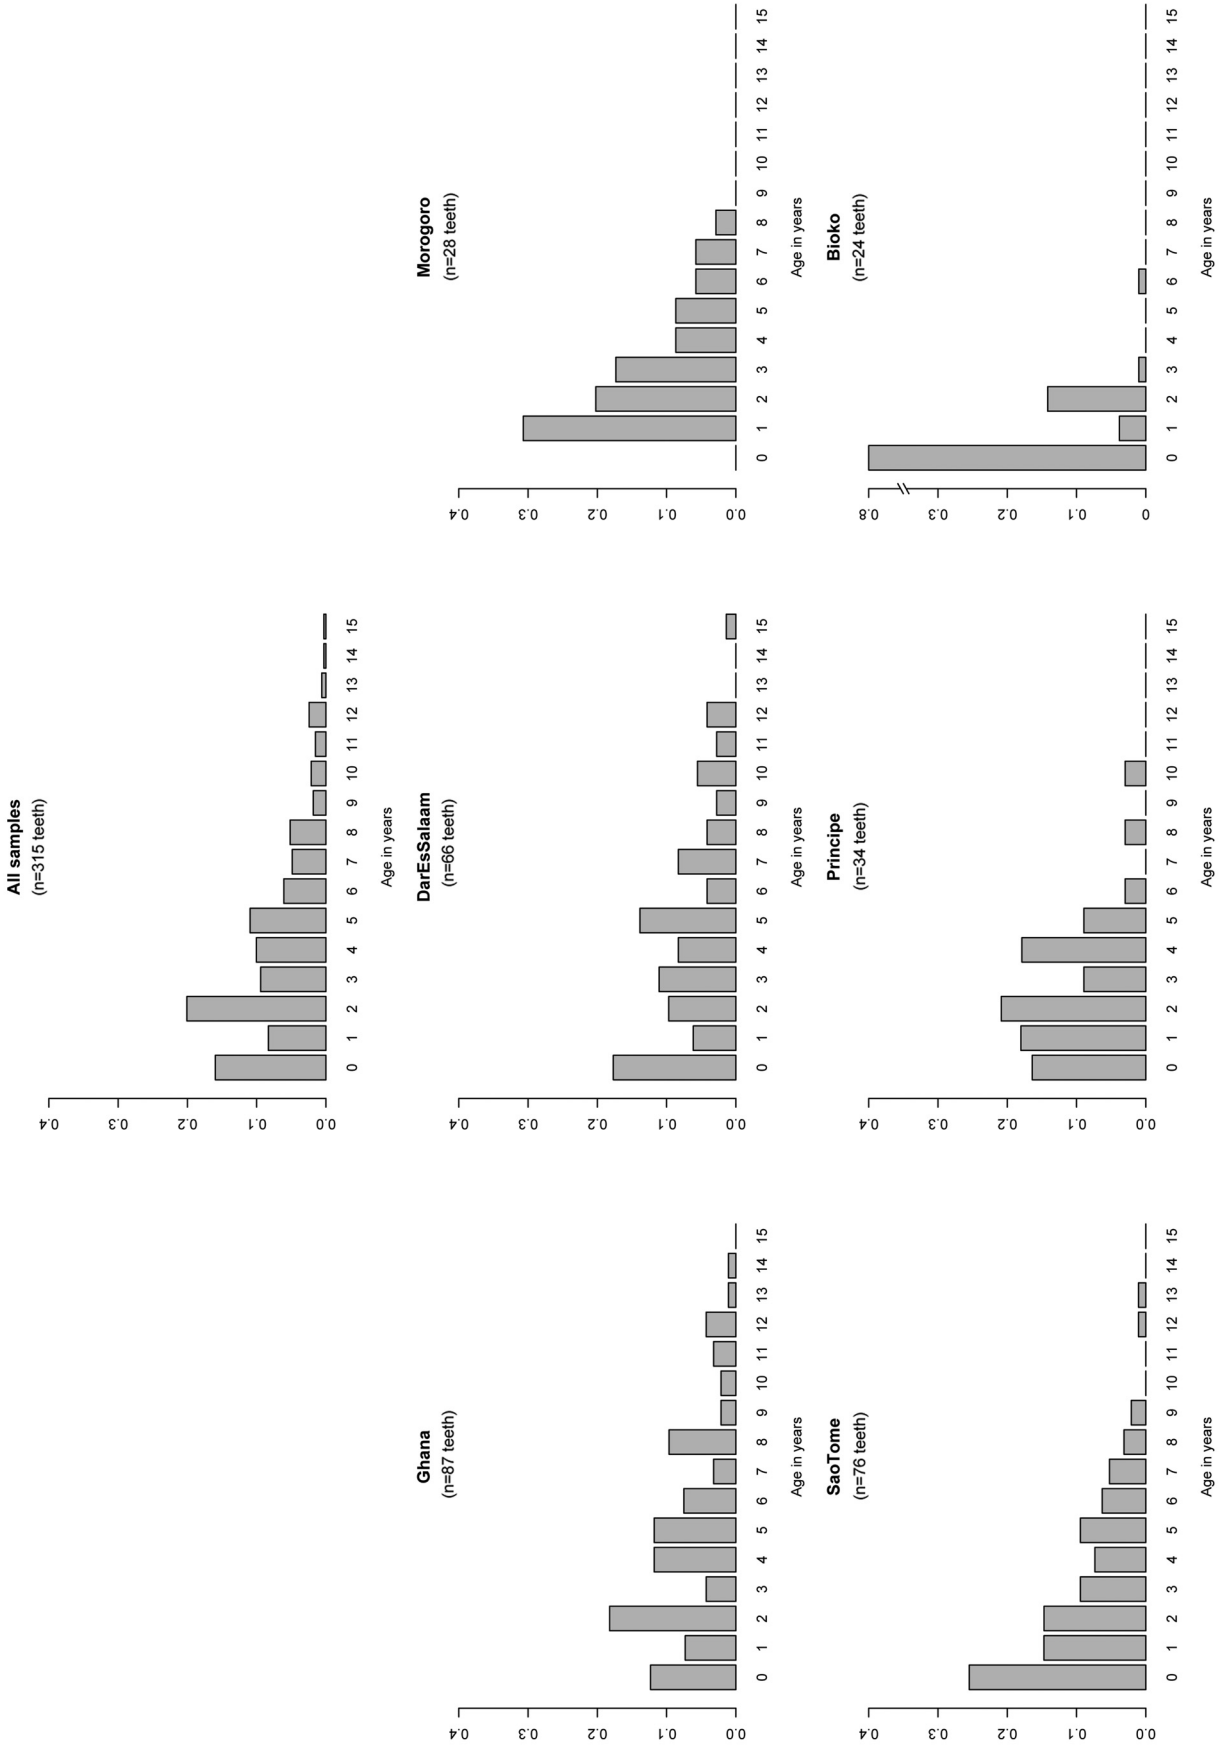 All samples
(n=315 teeth)
0.4
0.3
0.2
0.1
0.0
0 1 2 3 4 5 6 7 8 9 10 11 12 13 14 15
Age in years
Ghana
(n=87 teeth)
0.4
0.3
0.2
0.1
0.0
0 1 2 3 4 5 6 7 8 9 10 11 12 13 14 15
Age in years
DarEsSalaam
(n=66 teeth)
0.4
0.3
0.2
0.1
0.0
0 1 2 3 4 5 6 7 8 9 10 11 12 13 14 15
Age in years
Morogoro
(n=28 teeth)
0.4
0.3
0.2
0.1
0.0
0 1 2 3 4 5 6 7 8 9 10 11 12 13 14 15
Age in years
SaoTome
(n=76 teeth)
0.4
0.3
0.2
0.1
0.0
0 1 2 3 4 5 6 7 8 9 10 11 12 13 14 15
Age in years
Principe
(n=34 teeth)
0.4
0.3
0.2
0.1
0.0
0 1 2 3 4 5 6 7 8 9 10 11 12 13 14 15
Age in years
Bioko
(n=24 teeth)
0.8
0.3
0.2
0.1
0
0 1 2 3 4 5 6 7 8 9 10 11 12 13 14 15
Age in years